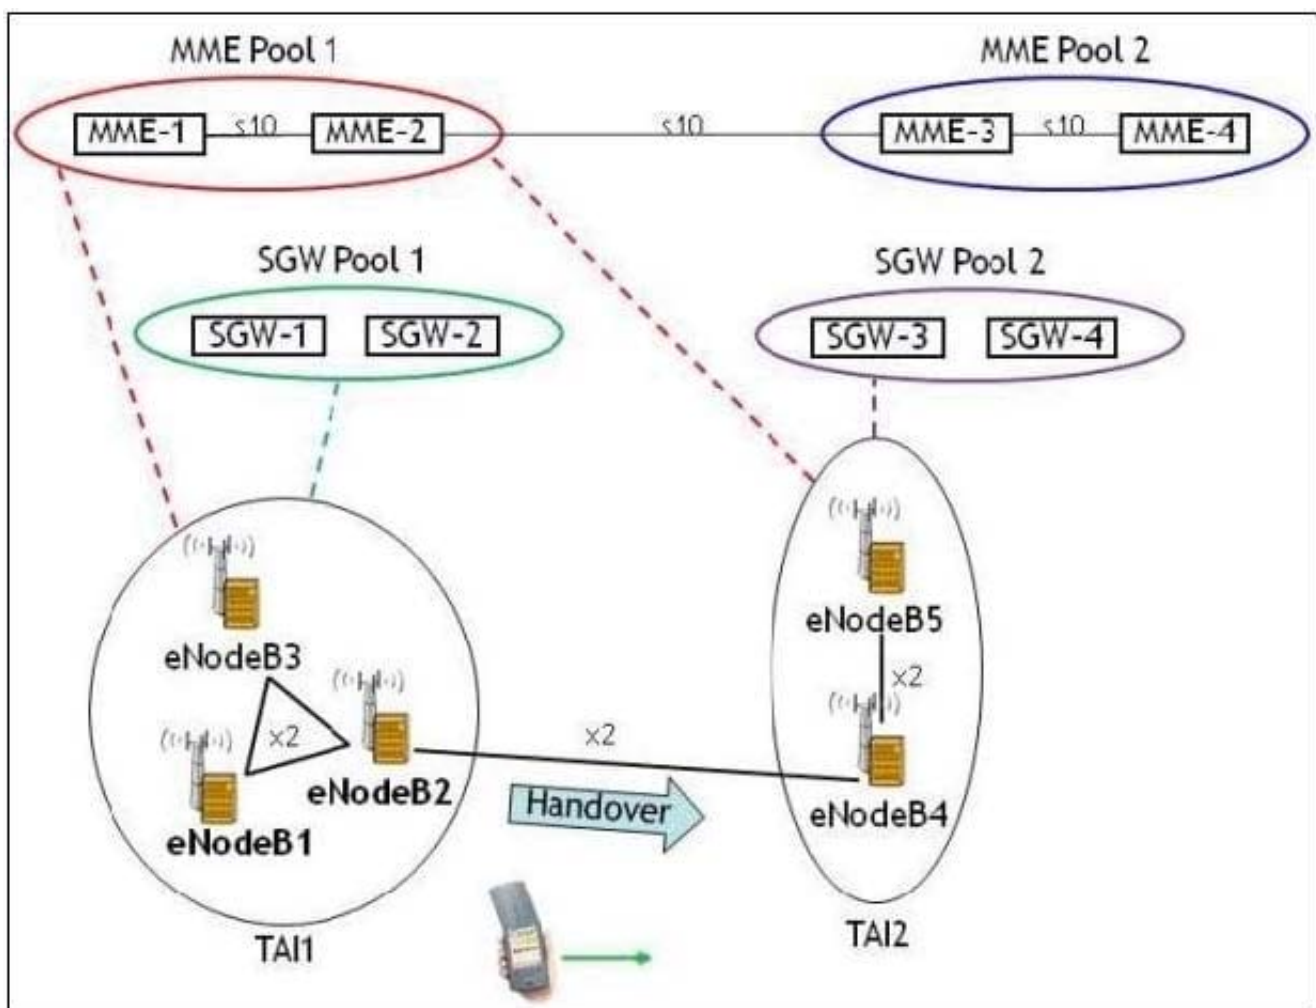 MME Pool 1
MME Pool 2
MME-1
s10
MME-2
s10
MME-3
s10
MME-4
SGW Pool 1
SGW Pool 2
SGW-1
SGW-2
SGW-3
SGW-4
eNodeB5
eNodeB3
x2
x2
x2
eNodeB2
Handover
eNodeB4
eNodeB1
TAI1
TAI2